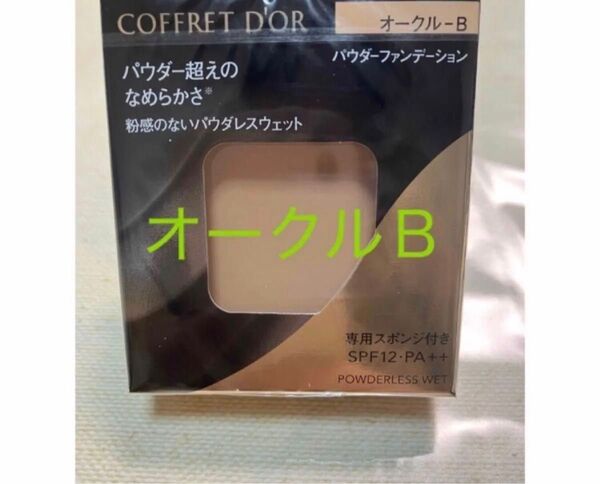 COFFRET D'OR
オークル-B
パウダーファンデーション
パウダー超えの
なめらかさ※
粉感のないパウダレスウェット
オークルB
専用スポンジ付き
SPF12・PA++
POWDERLESS WET